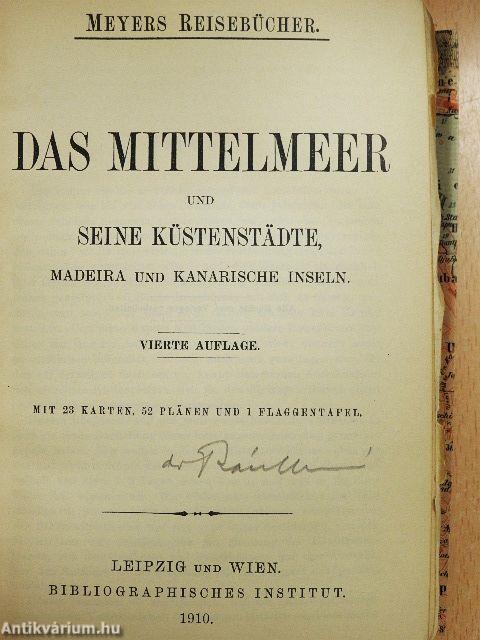 MEYERS REISEBÜCHER.
DAS MITTELMEER
UND
SEINE KÜSTENSTÄDTE,
MADEIRA UND KANARISCHE INSELN.
VIERTE AUFLAGE.
MIT 23 KARTEN, 52 PLÄNEN UND 1 FLAGGENTAFEL.
dr
LEIPZIG UND WIEN.
BIBLIOGRAPHISCHES INSTITUT.
1910.
Antikvárium.hu